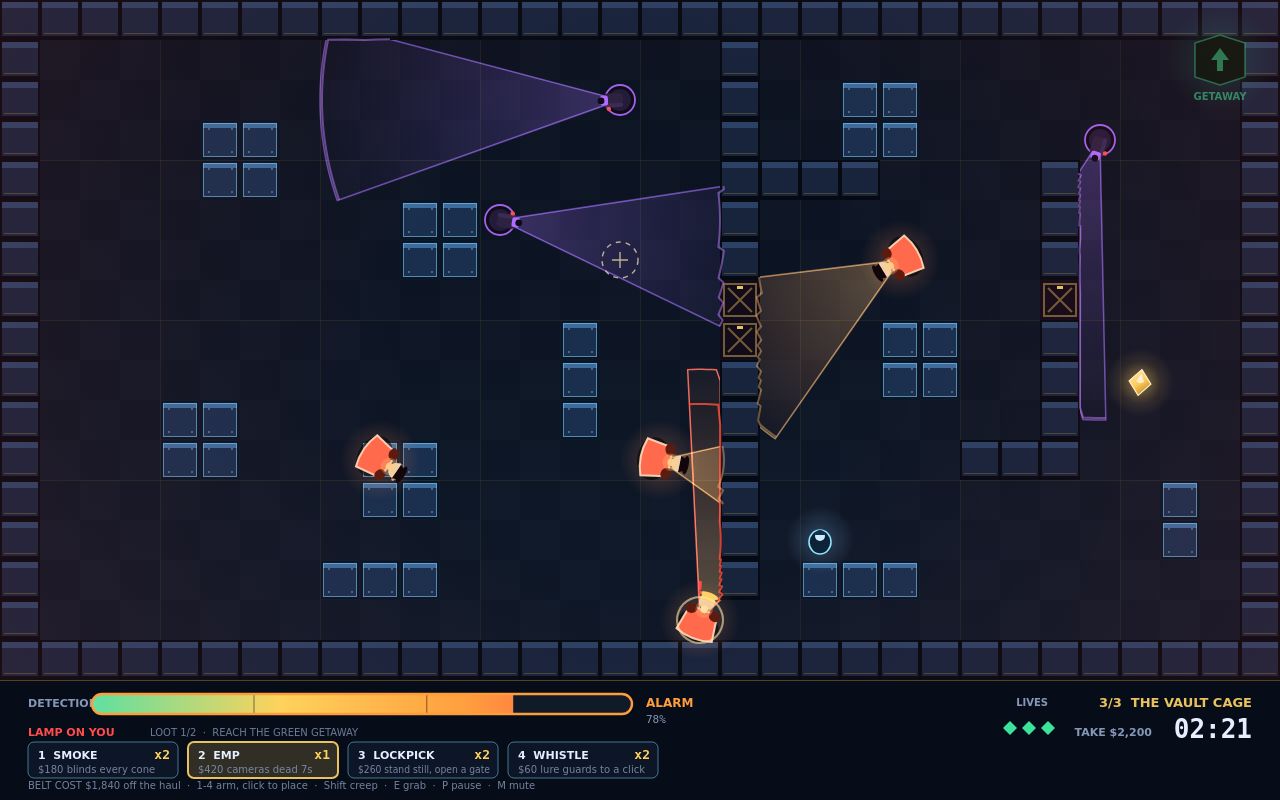 GETAWAY
DETECTION
ALARM
78%
LIVES
3/3 THE VAULT CAGE
LAMP ON YOU
LOOT 1/2 · REACH THE GREEN GETAWAY
TAKE $2,200
02:21
1 SMOKE x2
$180 blinds every cone
2 EMP x1
$420 cameras dead 7s
3 LOCKPICK x2
$260 stand still, open a gate
4 WHISTLE x2
$60 lure guards to a click
BELT COST $1,840 off the haul · 1-4 arm, click to place · Shift creep · E grab · P pause · M mute